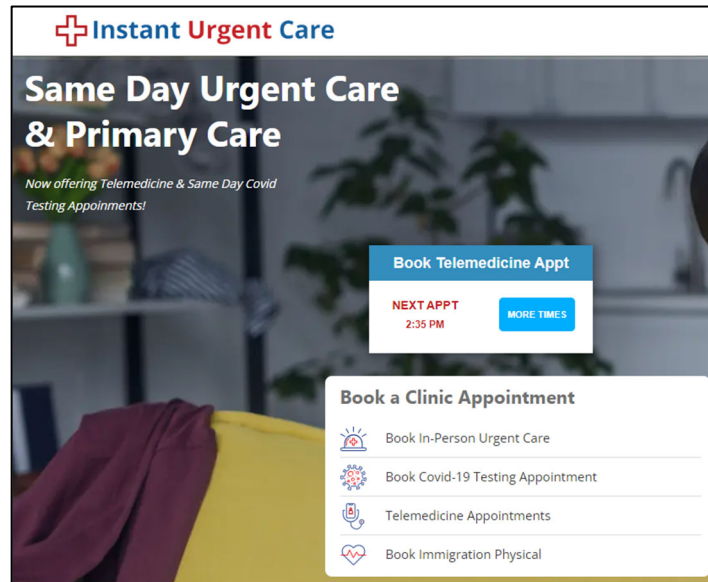 Instant Urgent Care
Same Day Urgent Care
& Primary Care
Now offering Telemedicine & Same Day Covid
Testing Appoinments!
Book Telemedicine Appt
NEXT APPT
2:35 PM
MORE TIMES
Book a Clinic Appointment
Book In-Person Urgent Care
Book Covid-19 Testing Appointment
Telemedicine Appointments
Book Immigration Physical